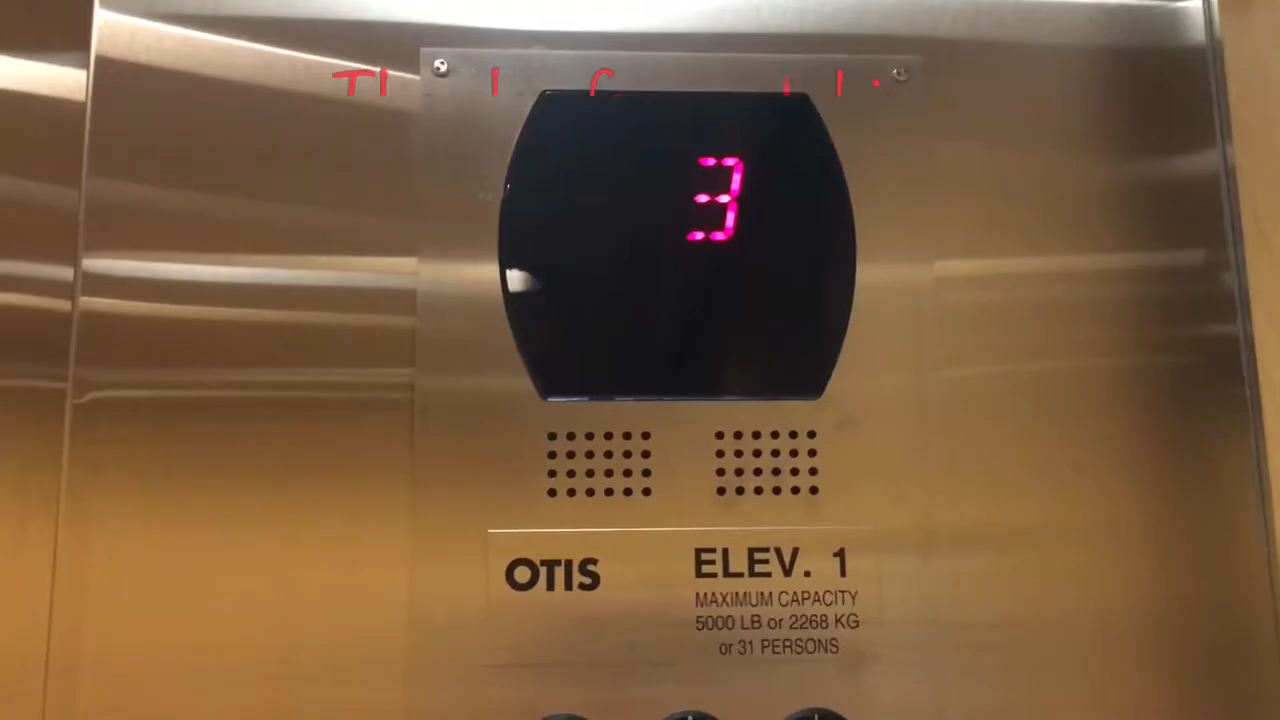 3
OTIS
ELEV. 1
MAXIMUM CAPACITY
5000 LB or 2268 KG
or 31 PERSONS